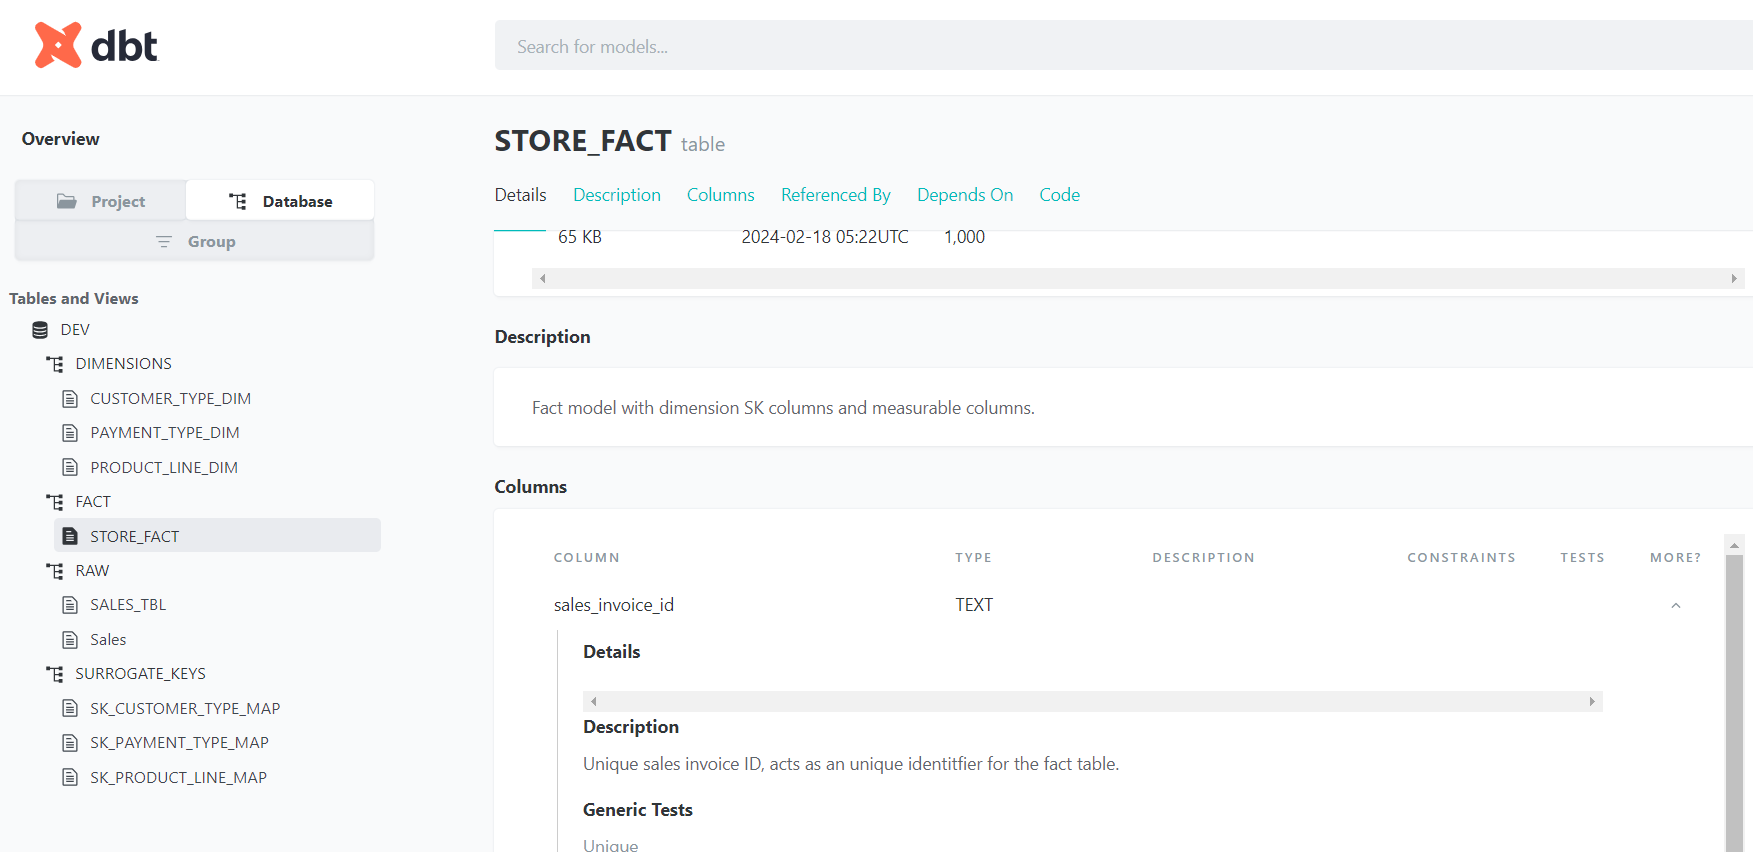 dbt
Search for models...
Overview
Project
Database
Group
Tables and Views
DEV
DIMENSIONS
CUSTOMER_TYPE_DIM
PAYMENT_TYPE_DIM
PRODUCT_LINE_DIM
FACT
STORE_FACT
RAW
SALES_TBL
Sales
SURROGATE_KEYS
SK_CUSTOMER_TYPE_MAP
SK_PAYMENT_TYPE_MAP
SK_PRODUCT_LINE_MAP
STORE_FACT table
Details Description Columns Referenced By Depends On Code
65 KB 2024-02-18 05:22UTC 1,000
Description
Fact model with dimension SK columns and measurable columns.
Columns
COLUMN TYPE DESCRIPTION CONSTRAINTS TESTS MORE?
sales_invoice_id TEXT
Details
Description
Unique sales invoice ID, acts as an unique identitfier for the fact table.
Generic Tests
Unique